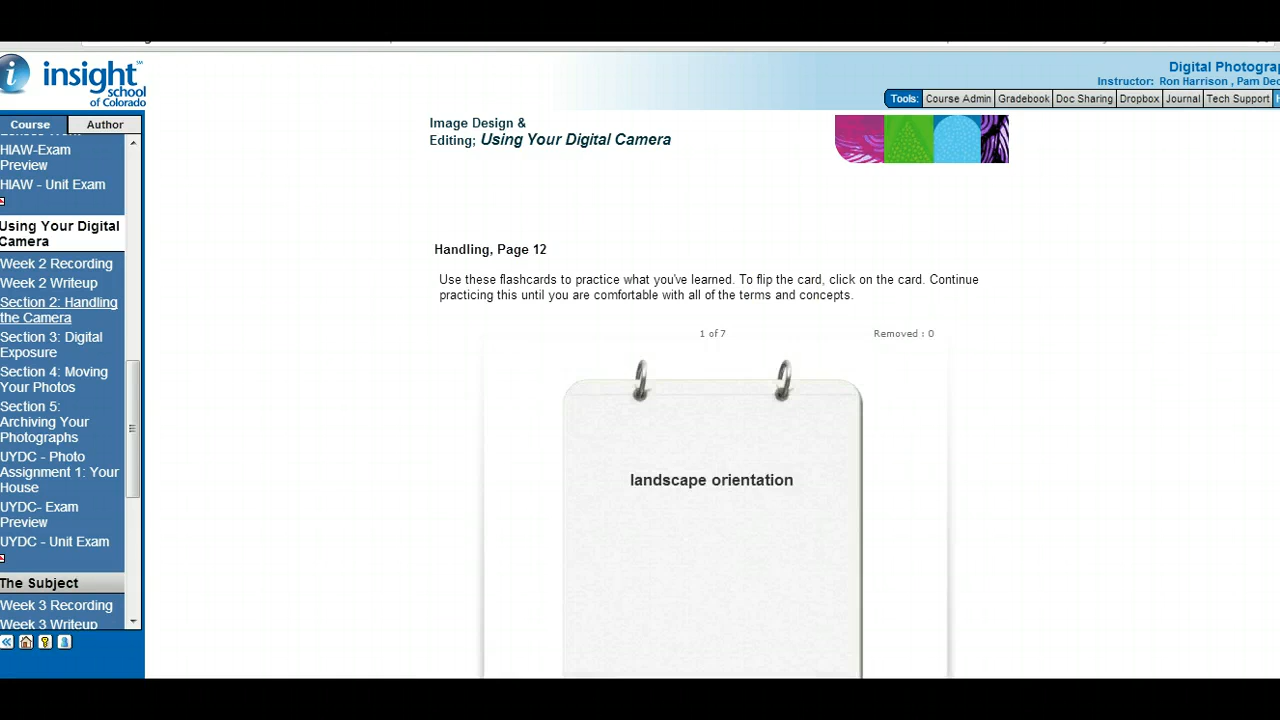 insight
school
of Colorado
Digital Photograp
Instructor: Ron Harrison , Pam Dec
Tools: Course Admin Gradebook Doc Sharing Dropbox Journal Tech Support H
Course Author
HIAW-Exam
Preview
HIAW - Unit Exam
Using Your Digital
Camera
Week 2 Recording
Week 2 Writeup
Section 2: Handling
the Camera
Section 3: Digital
Exposure
Section 4: Moving
Your Photos
Section 5:
Archiving Your
Photographs
UYDC - Photo
Assignment 1: Your
House
UYDC- Exam
Preview
UYDC - Unit Exam
The Subject
Week 3 Recording
Week 3 Writeup
Image Design &
Editing; Using Your Digital Camera
Handling, Page 12
Use these flashcards to practice what you've learned. To flip the card, click on the card. Continue
practicing this until you are comfortable with all of the terms and concepts.
1 of 7
Removed : 0
landscape orientation